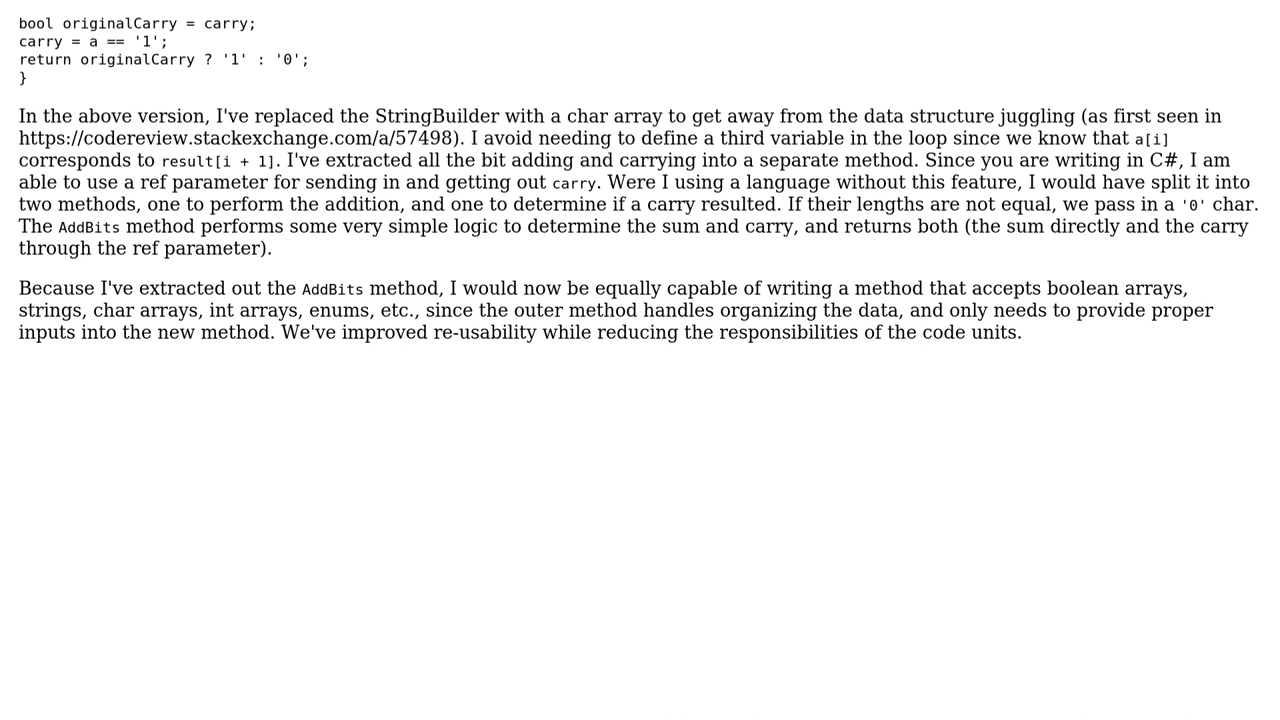 bool originalCarry = carry;
carry = a == '1';
return originalCarry ? '1' : '0';
}
In the above version, I've replaced the StringBuilder with a char array to get away from the data structure juggling (as first seen in
https://codereview.stackexchange.com/a/57498). I avoid needing to define a third variable in the loop since we know that a[i]
corresponds to result[i + 1]. I've extracted all the bit adding and carrying into a separate method. Since you are writing in C#, I am
able to use a ref parameter for sending in and getting out carry. Were I using a language without this feature, I would have split it into
two methods, one to perform the addition, and one to determine if a carry resulted. If their lengths are not equal, we pass in a '0' char.
The AddBits method performs some very simple logic to determine the sum and carry, and returns both (the sum directly and the carry
through the ref parameter).
Because I've extracted out the AddBits method, I would now be equally capable of writing a method that accepts boolean arrays,
strings, char arrays, int arrays, enums, etc., since the outer method handles organizing the data, and only needs to provide proper
inputs into the new method. We've improved re-usability while reducing the responsibilities of the code units.